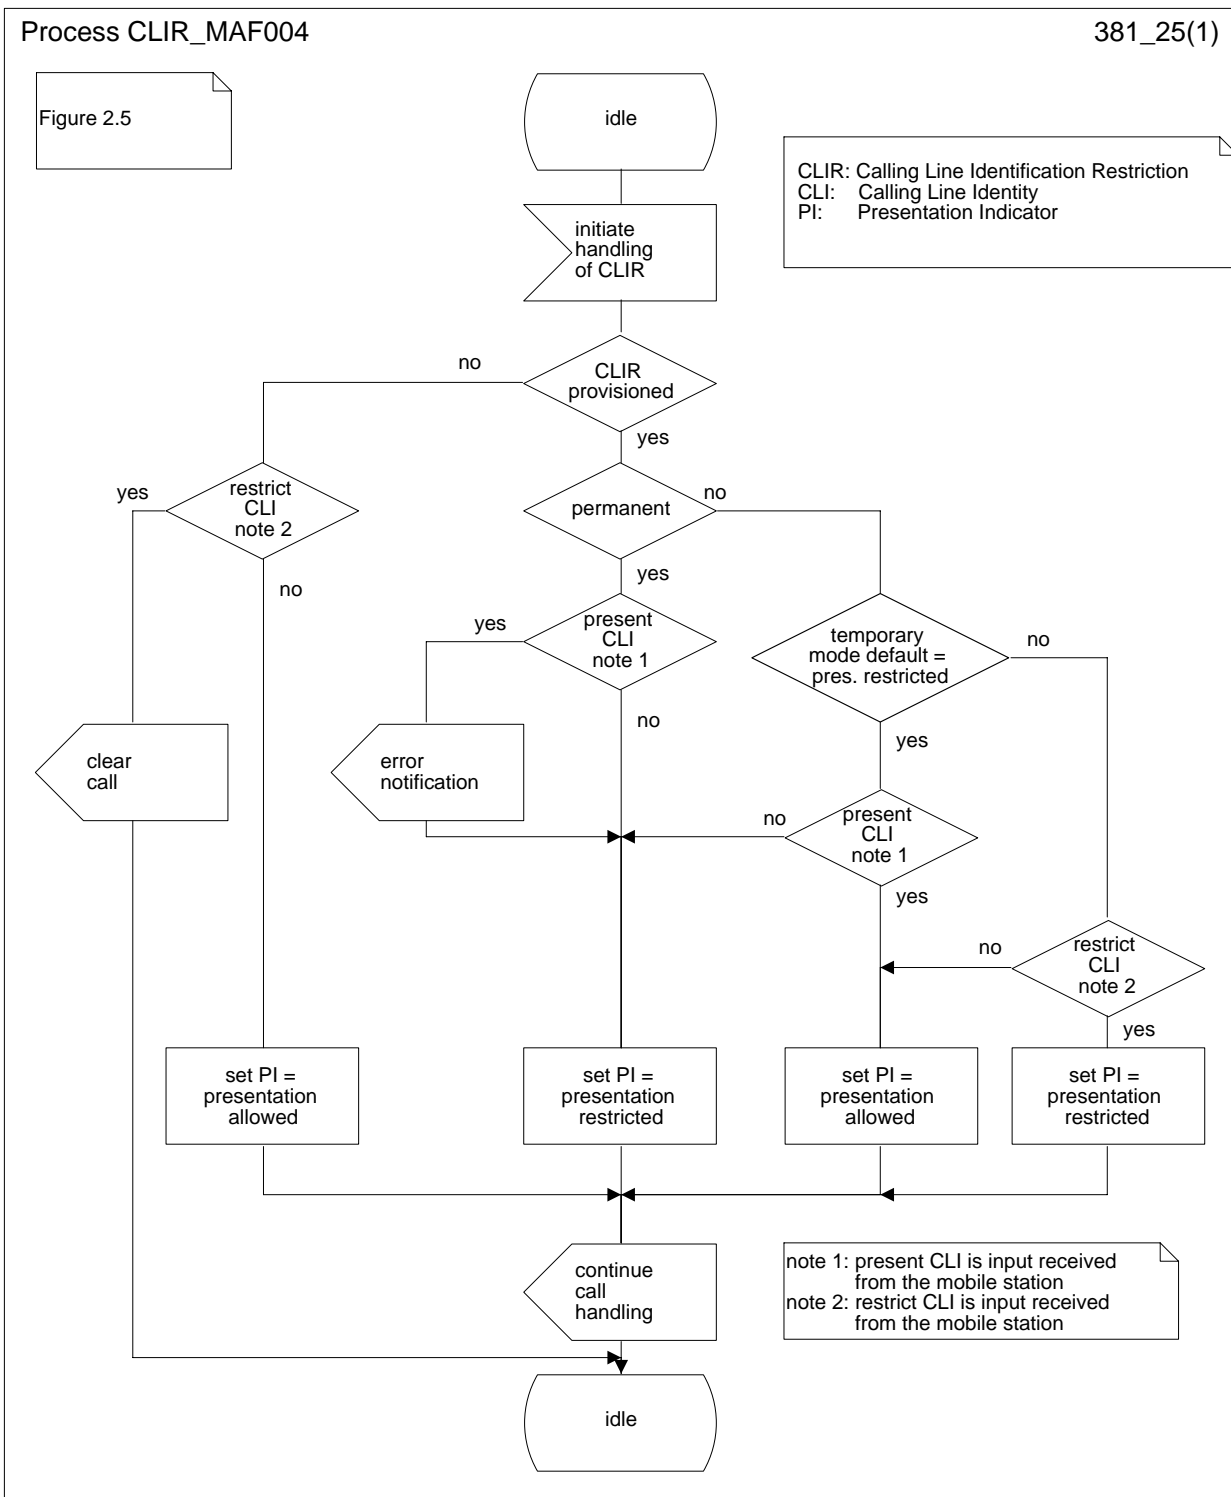 Process CLIR_MAF004
381_25(1)
Figure 2.5
idle
CLIR: Calling Line Identification Restriction
CLI: Calling Line Identity
PI: Presentation Indicator
initiate
handling
of CLIR
no
CLIR
provisioned
yes
yes
restrict
CLI
note 2
no
permanent
no
yes
yes
present
CLI
note 1
no
temporary
mode default =
pres. restricted
no
yes
clear
call
error
notification
no
present
CLI
note 1
yes
no
restrict
CLI
note 2
yes
set PI =
presentation
allowed
set PI =
presentation
restricted
set PI =
presentation
allowed
set PI =
presentation
restricted
continue
call
handling
note 1: present CLI is input received
from the mobile station
note 2: restrict CLI is input received
from the mobile station
idle